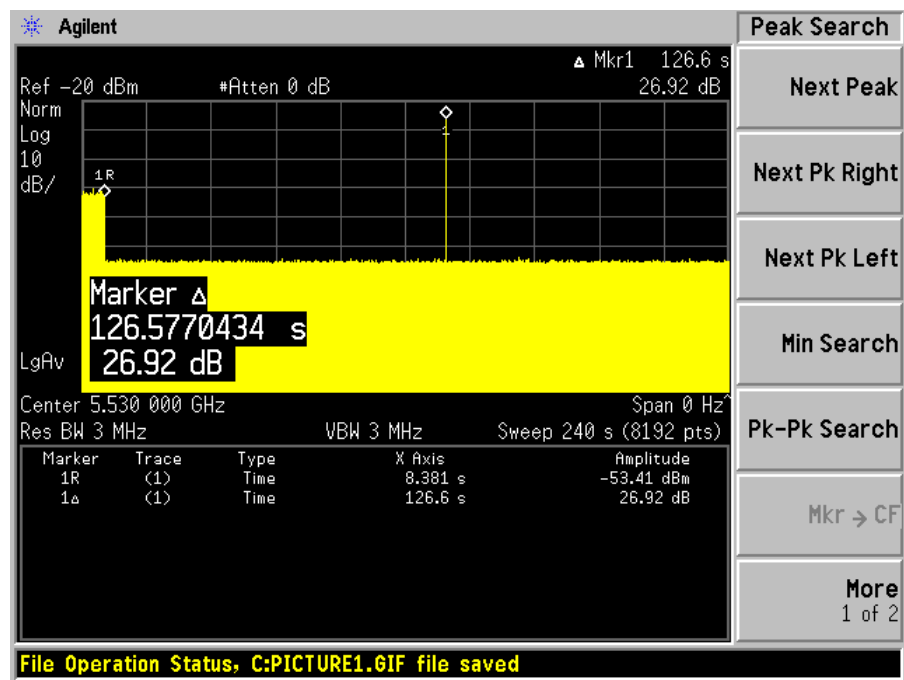 Agilent
Peak Search
Δ Mkr1 126.6 s
Ref −20 dBm #Atten 0 dB 26.92 dB
Norm
Log
10
dB/
1R
1
Marker Δ
126.5770434 s
26.92 dB
LgAv
Center 5.530 000 GHz Span 0 Hz^
Res BW 3 MHz VBW 3 MHz Sweep 240 s (8192 pts)
Marker Trace Type X Axis Amplitude
1R (1) Time 8.381 s −53.41 dBm
1Δ (1) Time 126.6 s 26.92 dB
Next Peak
Next Pk Right
Next Pk Left
Min Search
Pk−Pk Search
Mkr → CF
More
1 of 2
File Operation Status, C:PICTURE1.GIF file saved